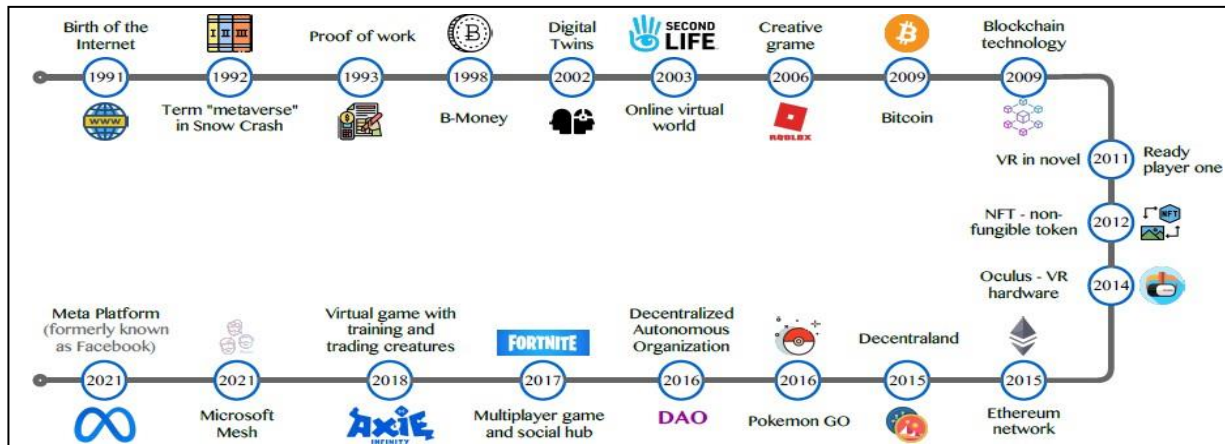 Birth of the
Internet
1991
WWW
I II III
1992
Term "metaverse"
in Snow Crash
Proof of work
1993
B
1998
B-Money
Digital
Twins
2002
SECOND
LIFE
2003
Online virtual
world
Creative
grame
2006
ROBLOX
B
2009
Bitcoin
Blockchain
technology
2009
VR in novel
2011
Ready
player one
NFT - non-
fungible token
2012
NFT
Oculus - VR
hardware
2014
Meta Platform
(formerly known
as Facebook)
2021
2021
Microsoft
Mesh
Virtual game with
training and
trading creatures
2018
AXIE
INFINITY
FORTNITE
2017
Multiplayer game
and social hub
Decentralized
Autonomous
Organization
2016
DAO
2016
Pokemon GO
Decentraland
2015
2015
Ethereum
network